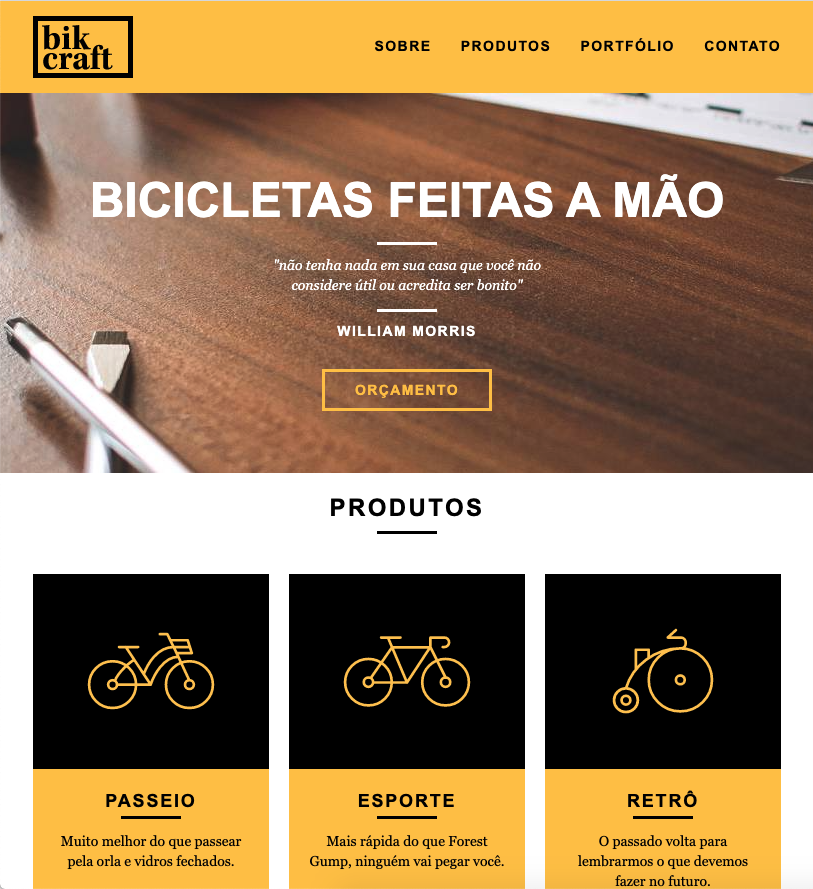 bik
craft
SOBRE PRODUTOS PORTFÓLIO CONTATO
BICICLETAS FEITAS A MÃO
"não tenha nada em sua casa que você não
considere útil ou acredita ser bonito"
WILLIAM MORRIS
ORÇAMENTO
PRODUTOS
PASSEIO
Muito melhor do que passear
pela orla e vidros fechados.
ESPORTE
Mais rápida do que Forest
Gump, ninguém vai pegar você.
RETRÔ
O passado volta para
lembrarmos o que devemos
fazer no futuro.